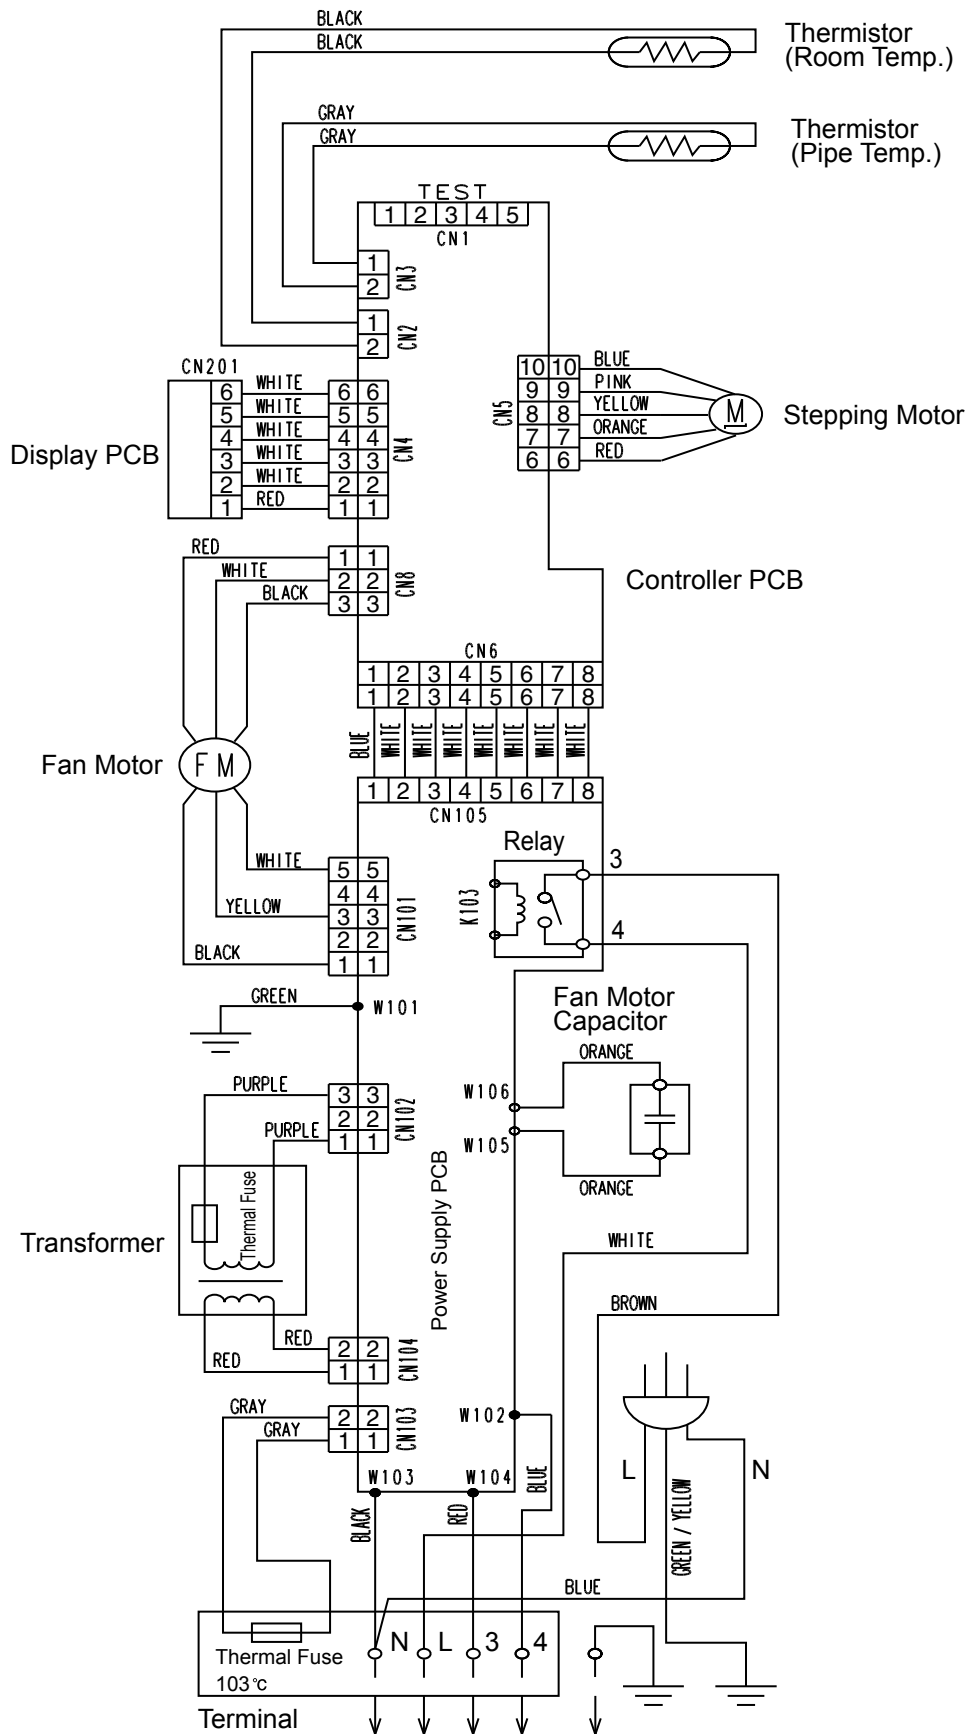 BLACK
BLACK
Thermistor
(Room Temp.)
GRAY
GRAY
Thermistor
(Pipe Temp.)
TEST
1 2 3 4 5
CN1
1
2
CN3
1
2
CN2
CN201
6 WHITE 6 6
5 WHITE 5 5
4 WHITE 4 4
3 WHITE 3 3
2 WHITE 2 2
1 RED 1 1
CN4
Display PCB
10 10 BLUE
9 9 PINK
8 8 YELLOW
7 7 ORANGE
6 6 RED
CN5
M
Stepping Motor
RED 1 1
WHITE 2 2
BLACK 3 3
CN8
Controller PCB
CN6
1 2 3 4 5 6 7 8
1 2 3 4 5 6 7 8
BLUE WHITE WHITE WHITE WHITE WHITE WHITE WHITE
1 2 3 4 5 6 7 8
CN105
Fan Motor
FM
Relay
K103
3
4
WHITE 5 5
4 4
YELLOW 3 3
2 2
BLACK 1 1
CN101
GREEN
W101
Fan Motor
Capacitor
ORANGE
W106
W105
ORANGE
PURPLE 3 3
2 2
PURPLE 1 1
CN102
Thermal Fuse
Transformer
Power Supply PCB
WHITE
BROWN
RED 2 2
RED 1 1
CN104
GRAY 2 2
GRAY 1 1
CN103
W102
BLUE
L
N
GREEN / YELLOW
W103
W104
BLACK
RED
BLUE
N L 3 4
Thermal Fuse
103℃
Terminal